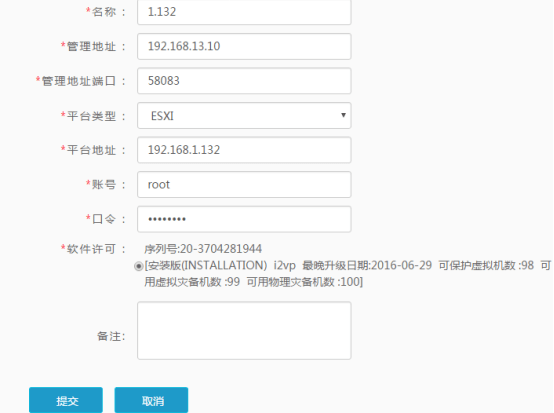 *名称： 1.132
*管理地址： 192.168.13.10
*管理地址端口： 58083
*平台类型： ESXI
*平台地址： 192.168.1.132
*账号： root
*口令： ••••••••
*软件许可： 序列号:20-3704281944
[安装版(INSTALLATION) i2vp 最晚升级日期:2016-06-29 可保护虚拟机数 :98 可
用虚拟灾备机数 :99 可用物理灾备机数 :100]
备注:
提交 取消